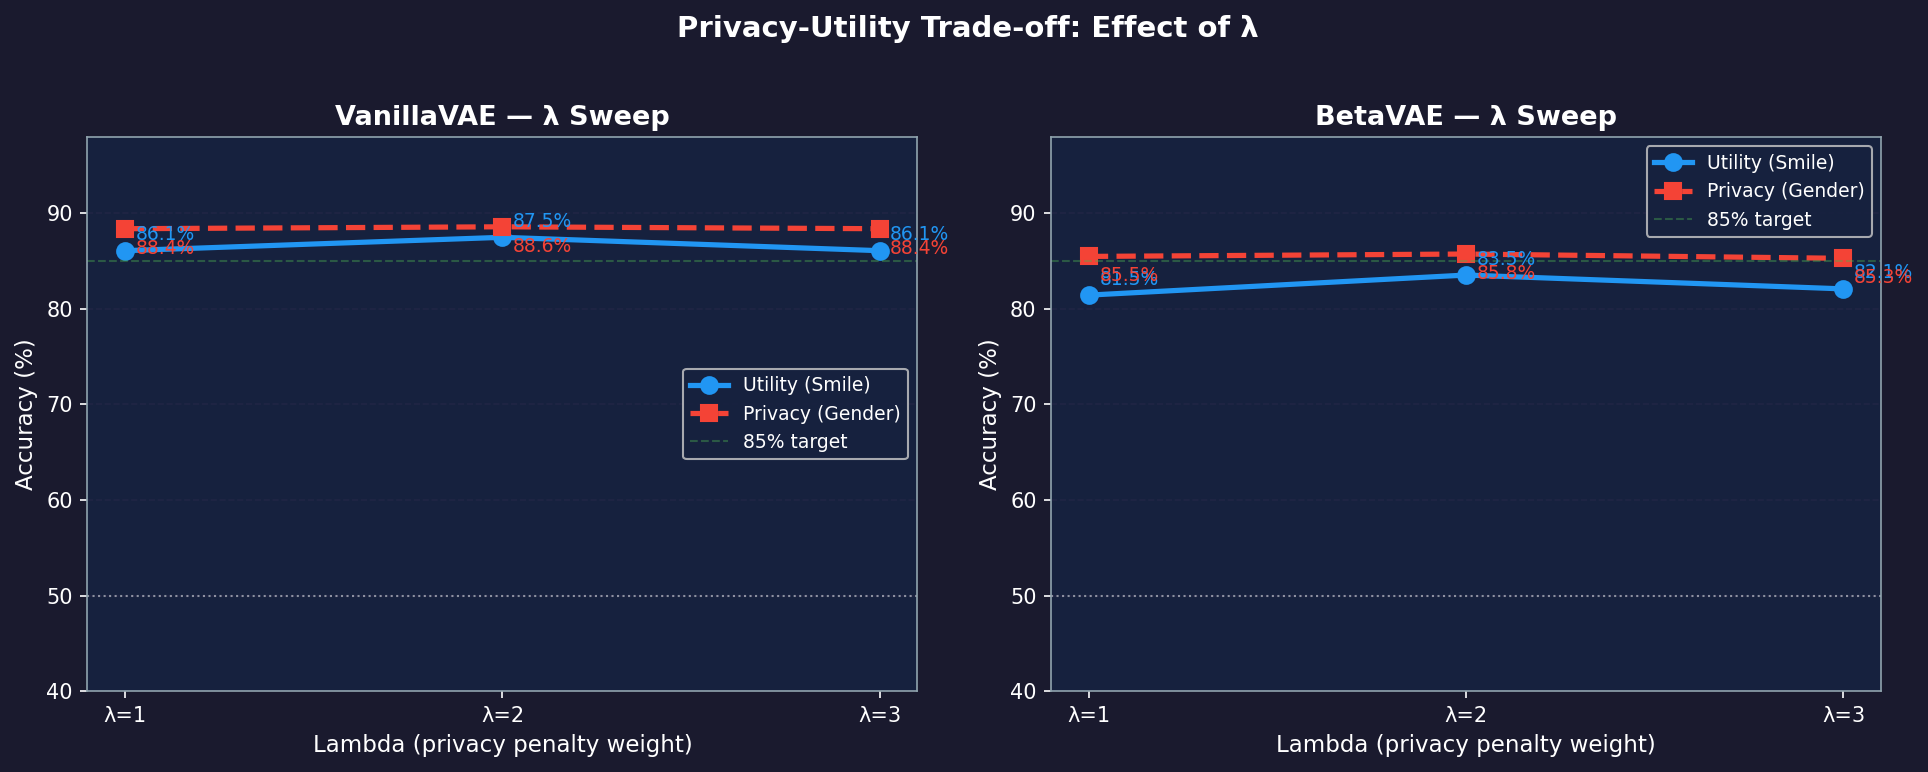 Privacy-Utility Trade-off: Effect of λ
VanillaVAE — λ Sweep
90
80
70
60
50
40
Accuracy (%)
86.1%
88.4%
87.5%
88.6%
86.1%
88.4%
Utility (Smile)
Privacy (Gender)
85% target
λ=1
λ=2
λ=3
Lambda (privacy penalty weight)
BetaVAE — λ Sweep
90
80
70
60
50
40
Accuracy (%)
Utility (Smile)
Privacy (Gender)
85% target
85.5%
81.5%
83.5%
85.8%
82.1%
85.3%
λ=1
λ=2
λ=3
Lambda (privacy penalty weight)